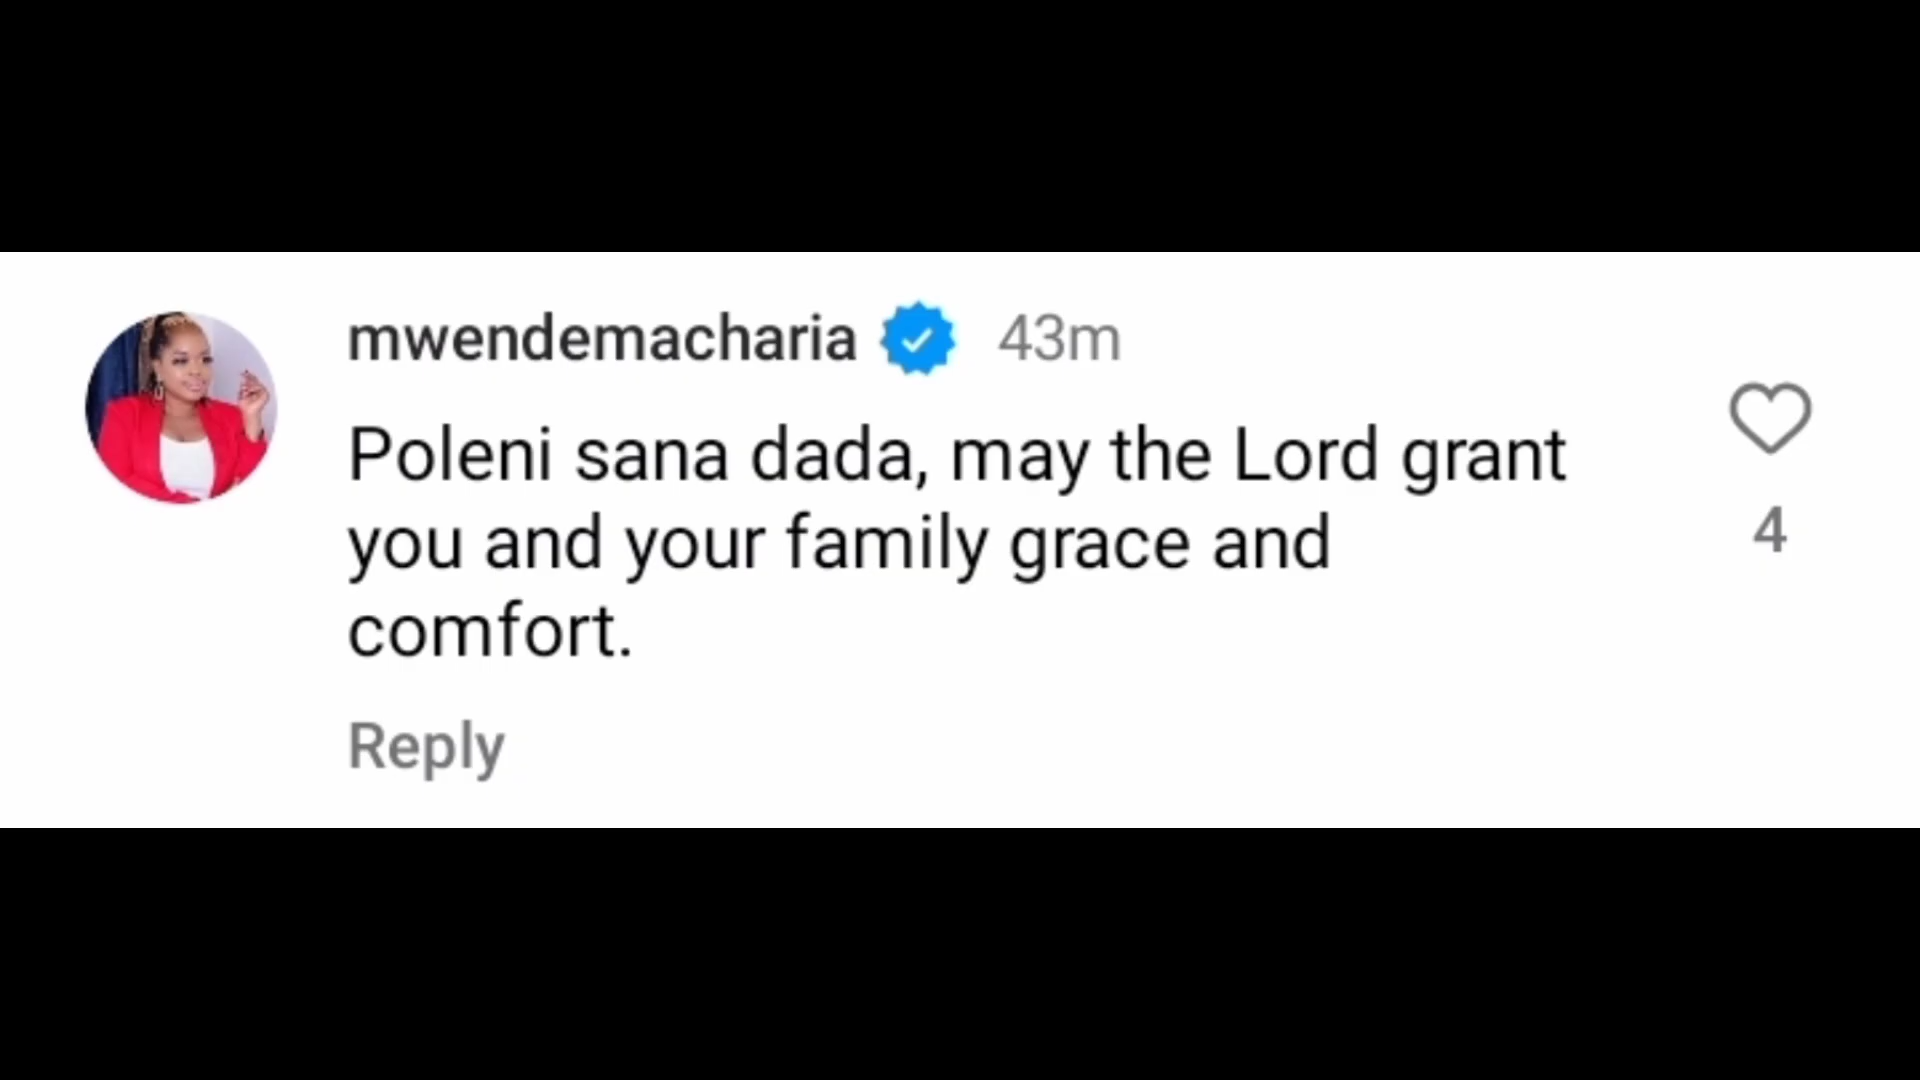 mwendemacharia 43m
Poleni sana dada, may the Lord grant
you and your family grace and
comfort.
4
Reply